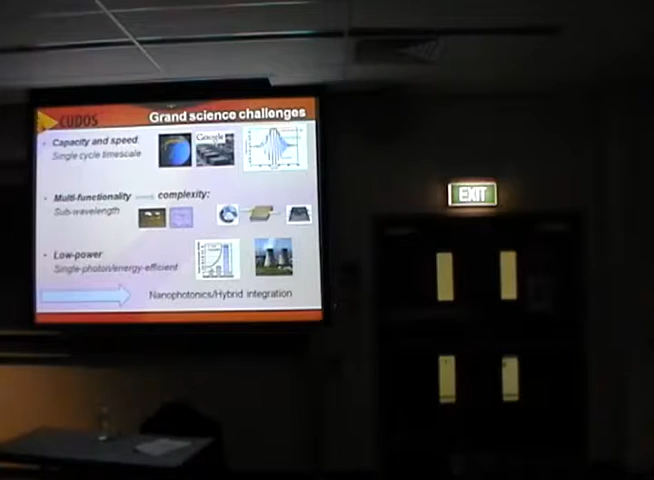 CUDOS
Grand science challenges
• Capacity and speed:
Single cycle timescale
Google
• Multi-functionality
complexity:
Sub-wavelength
• Low-power
Single-photon/energy-efficient
Nanophotonics/Hybrid integration
EXIT